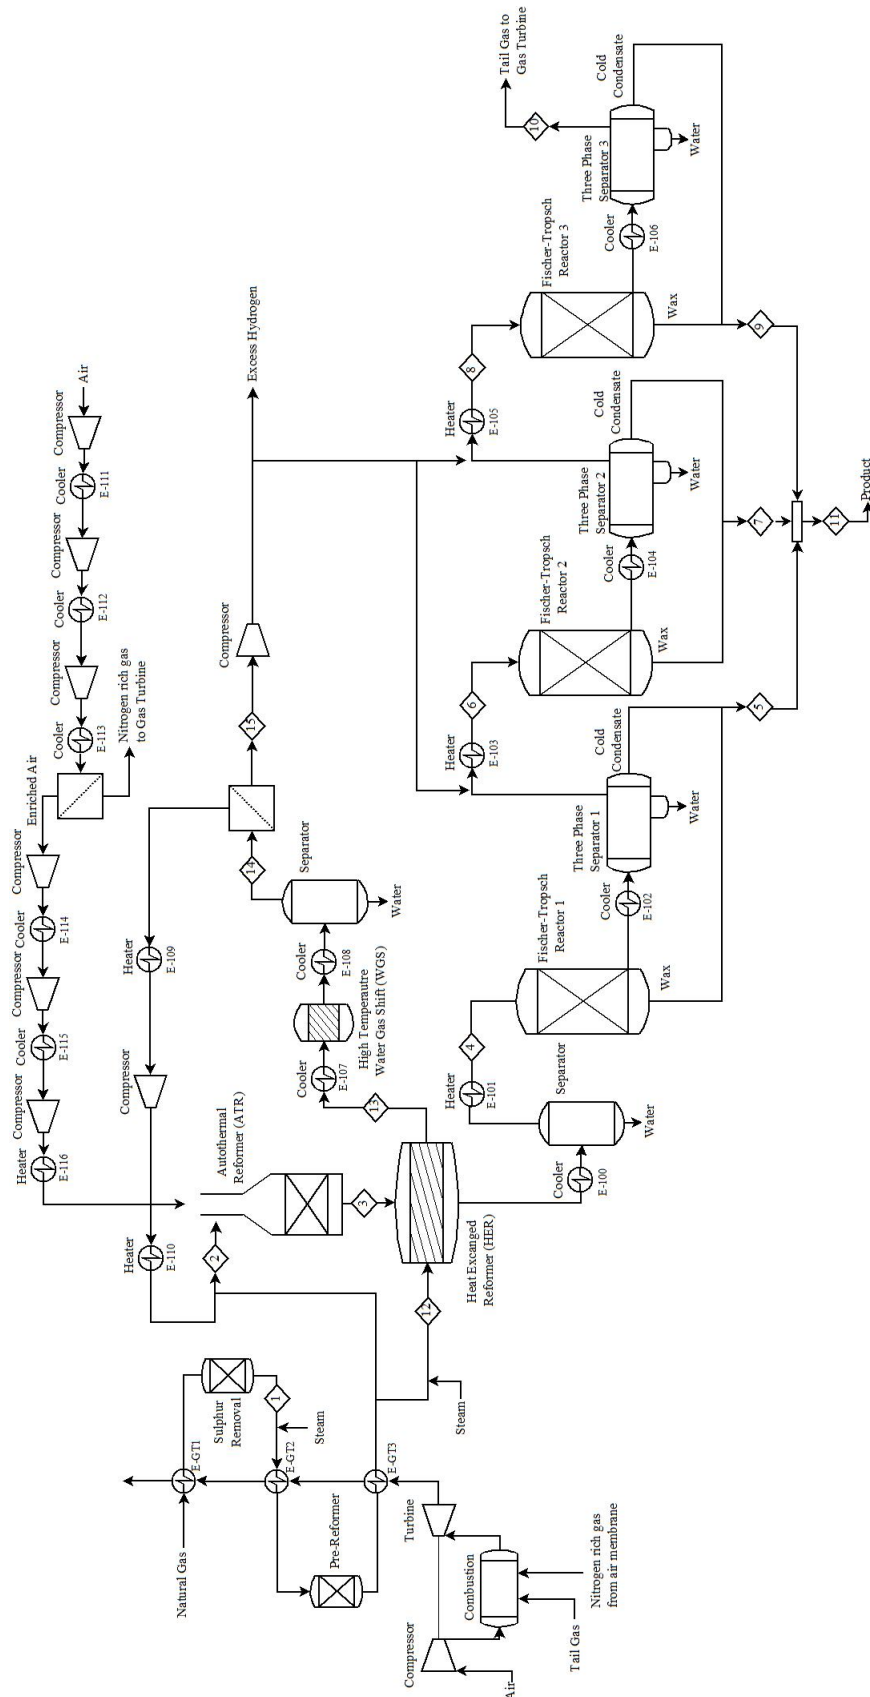 Enriched Air
Compressor
Cooler
E-114
Compressor
Cooler
E-115
Compressor
Heater
E-116
Cooler
E-113
Compressor
Cooler
E-112
Compressor
Cooler
E-111
Compressor
Air
Nitrogen rich gas
to Gas Turbine
Heater
E-109
Compressor
Heater
E-110
Natural Gas
E-GT1
Sulphur
Removal
1
E-GT2
Steam
Pre-Reformer
E-GT3
Compressor
Turbine
Combustion
Air
Tail Gas
Nitrogen rich gas
from air membrane
2
Autothermal
Reformer (ATR)
3
Steam
12
Heat Excanged
Reformer (HER)
13
Cooler
E-107
High Temperautre
Water Gas Shift (WGS)
Cooler
E-108
Separator
Water
14
15
Compressor
Excess Hydrogen
Cooler
E-100
Separator
Water
Heater
E-101
4
Fischer-Tropsch
Reactor 1
Wax
Cooler
E-102
Three Phase
Separator 1
Water
Cold
Condensate
5
Heater
E-103
6
Fischer-Tropsch
Reactor 2
Wax
Cooler
E-104
Three Phase
Separator 2
Water
Cold
Condensate
7
Heater
E-105
8
Fischer-Tropsch
Reactor 3
Wax
Cooler
E-106
Three Phase
Separator 3
Water
Cold
Condensate
9
10
Tail Gas to
Gas Turbine
11
Product